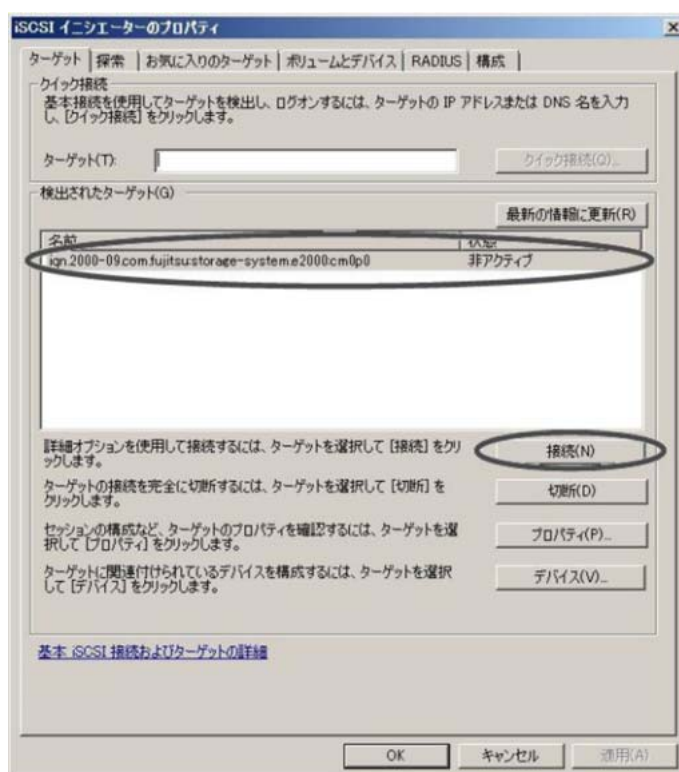 iSCSI イニシエーターのプロパティ
ターゲット
探索
お気に入りのターゲット
ボリュームとデバイス
RADIUS
構成
クイック接続
基本接続を使用してターゲットを検出し、ログオンするには、ターゲットの IP アドレスまたは DNS 名を入力
し、[クイック接続] をクリックします。
ターゲット(T):
クイック接続(Q)...
検出されたターゲット(G)
最新の情報に更新(R)
名前
状態
iqn.2000-09.com.fujitsu:storage-system.e2000:cm0p0
非アクティブ
詳細オプションを使用して接続するには、ターゲットを選択して [接続] をクリ
ックします。
接続(N)
ターゲットの接続を完全に切断するには、ターゲットを選択して [切断] を
クリックします。
切断(D)
セッションの構成など、ターゲットのプロパティを確認するには、ターゲットを選
択して [プロパティ] をクリックします。
プロパティ(P)...
ターゲットに関連付けられているデバイスを構成するには、ターゲットを選択
して [デバイス] をクリックします。
デバイス(V)...
基本 iSCSI 接続およびターゲットの詳細
OK
キャンセル
適用(A)